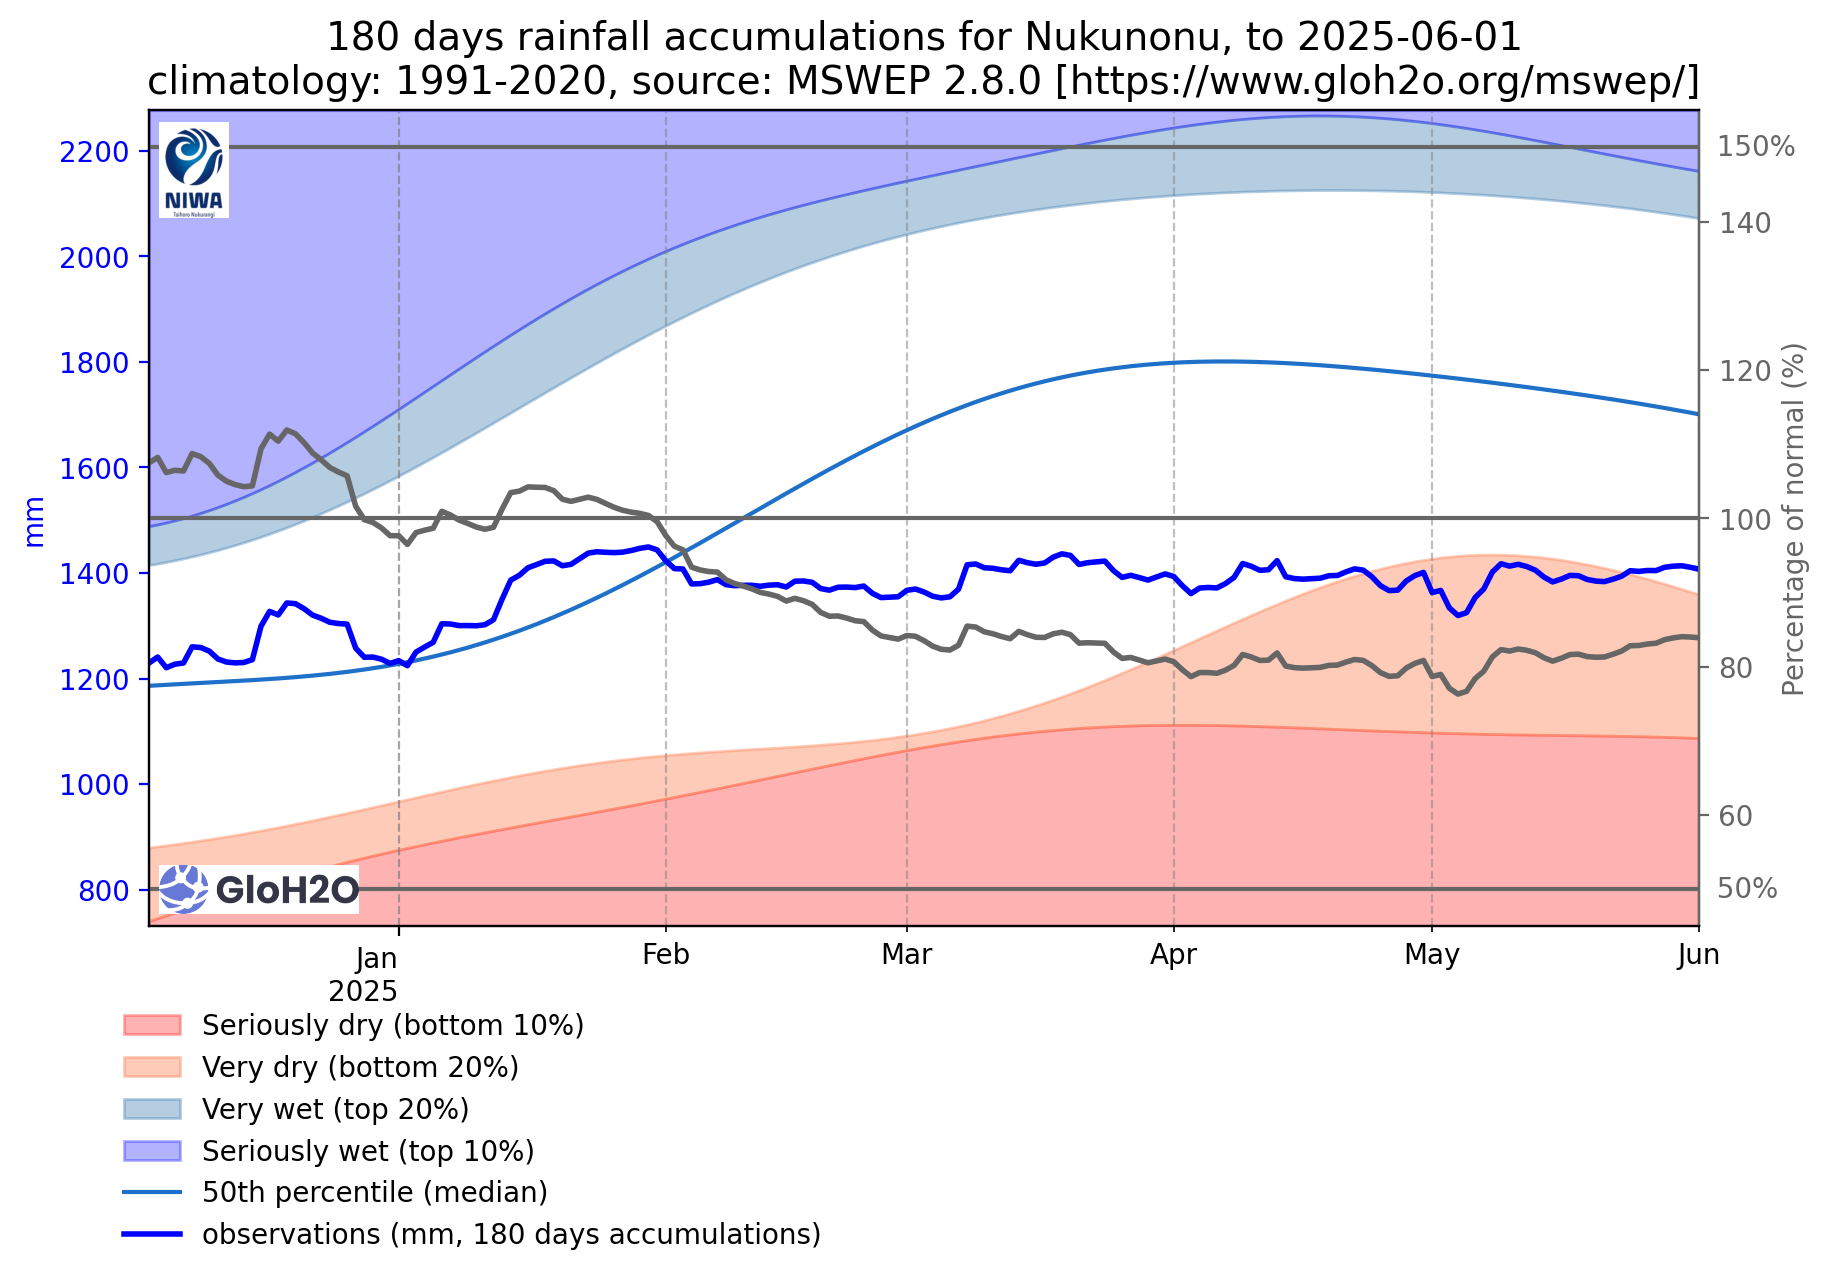 180 days rainfall accumulations for Nukunonu, to 2025-06-01
climatology: 1991-2020, source: MSWEP 2.8.0 [https://www.gloh2o.org/mswep/]
NIWA
Taihoro Nukurangi
2200
2000
1800
1600
1400
1200
1000
800
mm
150%
140
120
100
80
60
50%
Percentage of normal (%)
GloH2O
Jan
2025
Feb
Mar
Apr
May
Jun
Seriously dry (bottom 10%)
Very dry (bottom 20%)
Very wet (top 20%)
Seriously wet (top 10%)
50th percentile (median)
observations (mm, 180 days accumulations)